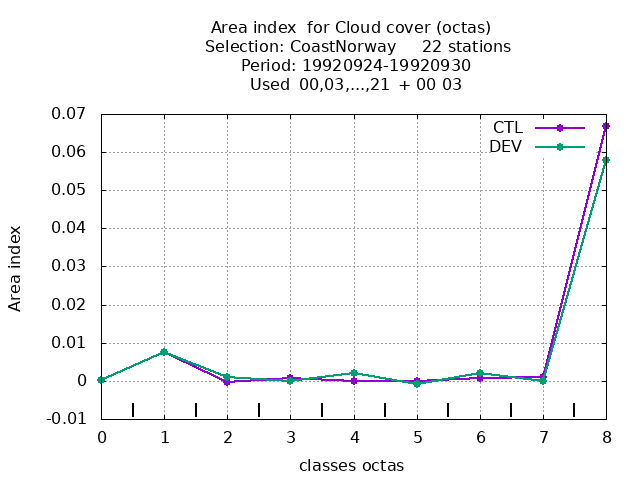 Area index  for Cloud cover (octas)
Selection: CoastNorway     22 stations
Period: 19920924-19920930
Used  00,03,...,21  + 00 03
CTL
DEV
0.07
0.06
0.05
0.04
0.03
0.02
0.01
0
-0.01
Area index
0 1 2 3 4 5 6 7 8
classes octas